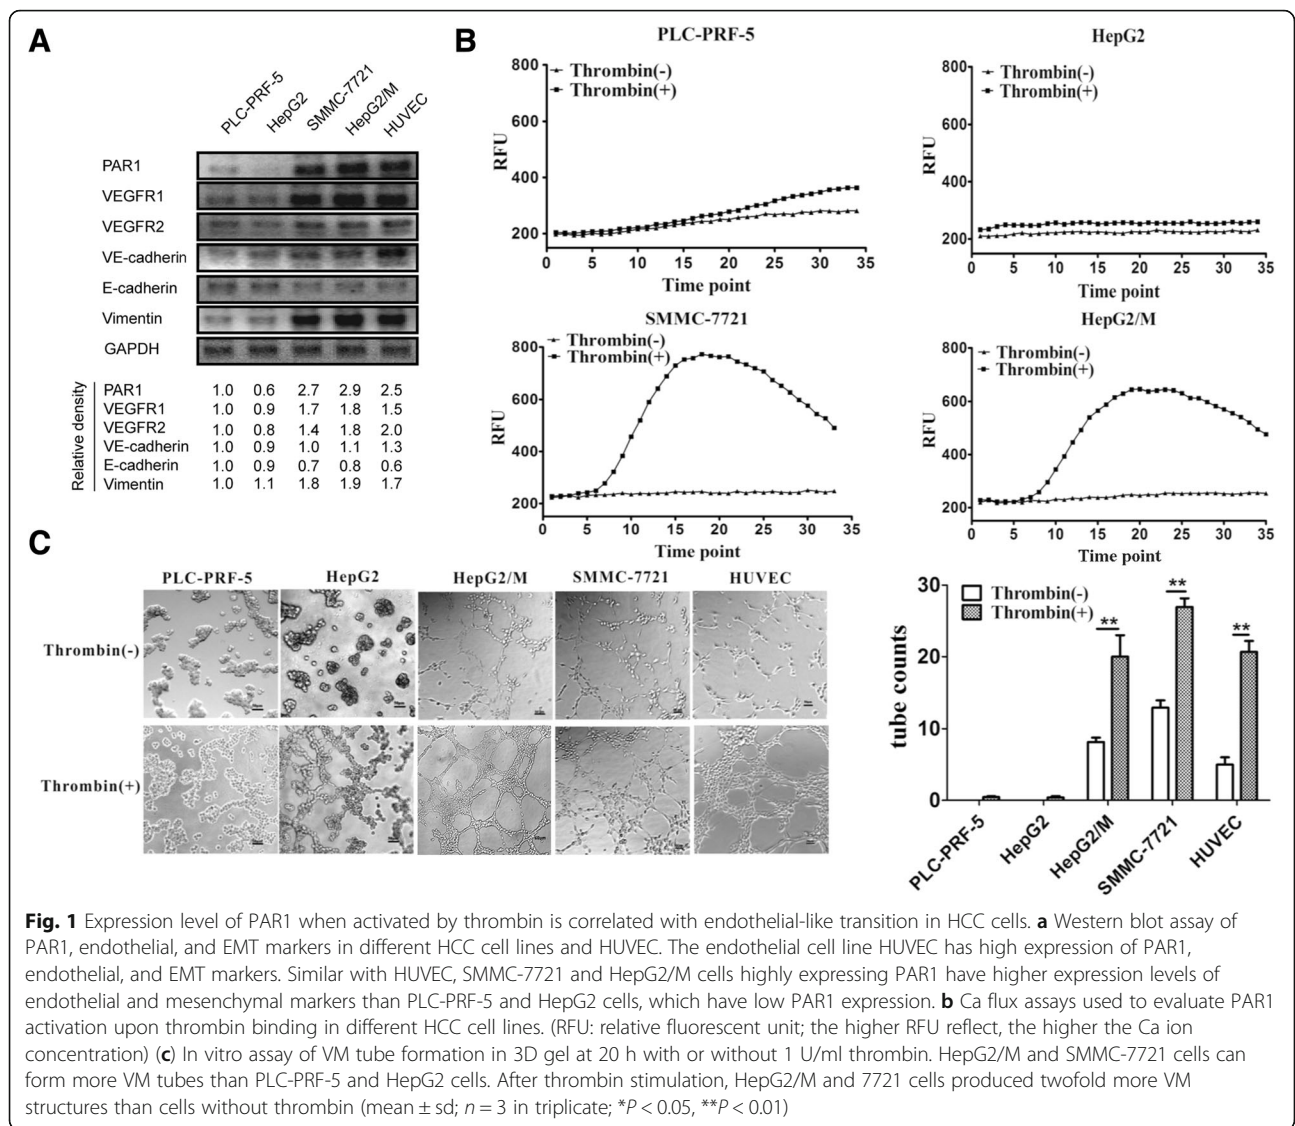 A
PLC-PRF-5
HepG2
SMMC-7721
HepG2/M
HUVEC
PAR1
VEGFR1
VEGFR2
VE-cadherin
E-cadherin
Vimentin
GAPDH
Relative density
PAR1 1.0 0.6 2.7 2.9 2.5
VEGFR1 1.0 0.9 1.7 1.8 1.5
VEGFR2 1.0 0.8 1.4 1.8 2.0
VE-cadherin 1.0 0.9 1.0 1.1 1.3
E-cadherin 1.0 0.9 0.7 0.8 0.6
Vimentin 1.0 1.1 1.8 1.9 1.7
B
PLC-PRF-5
Thrombin(-)
Thrombin(+)
RFU
800
600
400
200
0 5 10 15 20 25 30 35
Time point
HepG2
Thrombin(-)
Thrombin(+)
RFU
800
600
400
200
0 5 10 15 20 25 30 35
Time point
SMMC-7721
Thrombin(-)
Thrombin(+)
RFU
800
600
400
200
0 5 10 15 20 25 30 35
Time point
HepG2/M
Thrombin(-)
Thrombin(+)
RFU
800
600
400
200
0 5 10 15 20 25 30 35
Time point
C
PLC-PRF-5 HepG2 HepG2/M SMMC-7721 HUVEC
Thrombin(-)
Thrombin(+)
Thrombin(-)
Thrombin(+)
tube counts
30
20
10
0
**
**
**
PLC-PRF-5
HepG2
HepG2/M
SMMC-7721
HUVEC
Fig. 1 Expression level of PAR1 when activated by thrombin is correlated with endothelial-like transition in HCC cells. a Western blot assay of
PAR1, endothelial, and EMT markers in different HCC cell lines and HUVEC. The endothelial cell line HUVEC has high expression of PAR1,
endothelial, and EMT markers. Similar with HUVEC, SMMC-7721 and HepG2/M cells highly expressing PAR1 have higher expression levels of
endothelial and mesenchymal markers than PLC-PRF-5 and HepG2 cells, which have low PAR1 expression. b Ca flux assays used to evaluate PAR1
activation upon thrombin binding in different HCC cell lines. (RFU: relative fluorescent unit; the higher RFU reflect, the higher the Ca ion
concentration) (c) In vitro assay of VM tube formation in 3D gel at 20 h with or without 1 U/ml thrombin. HepG2/M and SMMC-7721 cells can
form more VM tubes than PLC-PRF-5 and HepG2 cells. After thrombin stimulation, HepG2/M and 7721 cells produced twofold more VM
structures than cells without thrombin (mean ± sd; n = 3 in triplicate; *P < 0.05, **P < 0.01)